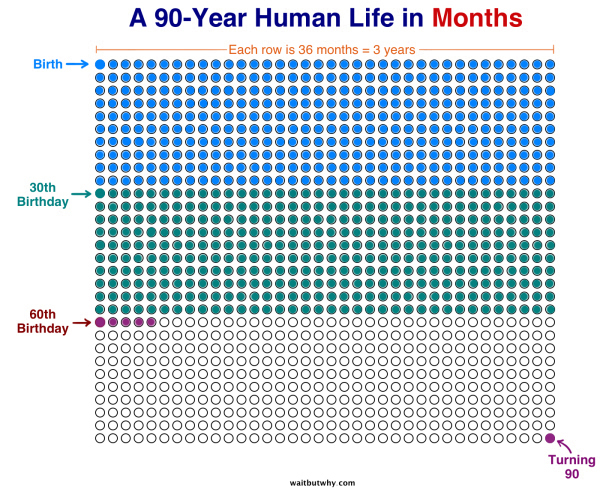 A 90-Year Human Life in Months
Each row is 36 months = 3 years
Birth
30th
Birthday
60th
Birthday
Turning
90
waitbutwhy.com